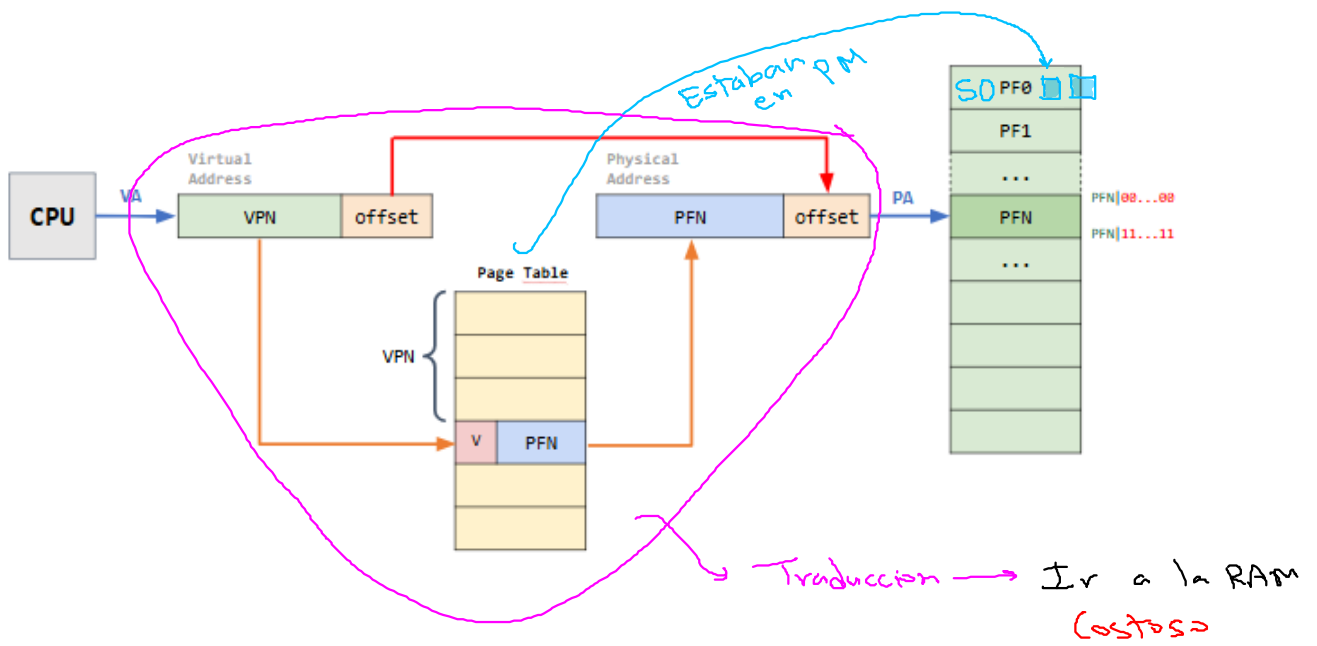 Estaban
en PM
SO PF0
PF1
...
Virtual
Address
Physical
Address
CPU
VA
VPN
offset
PFN
offset
PA
PFN
PFN|00...00
PFN|11...11
...
Page Table
VPN
V
PFN
Traduccion
Ir a la RAM
Costoso